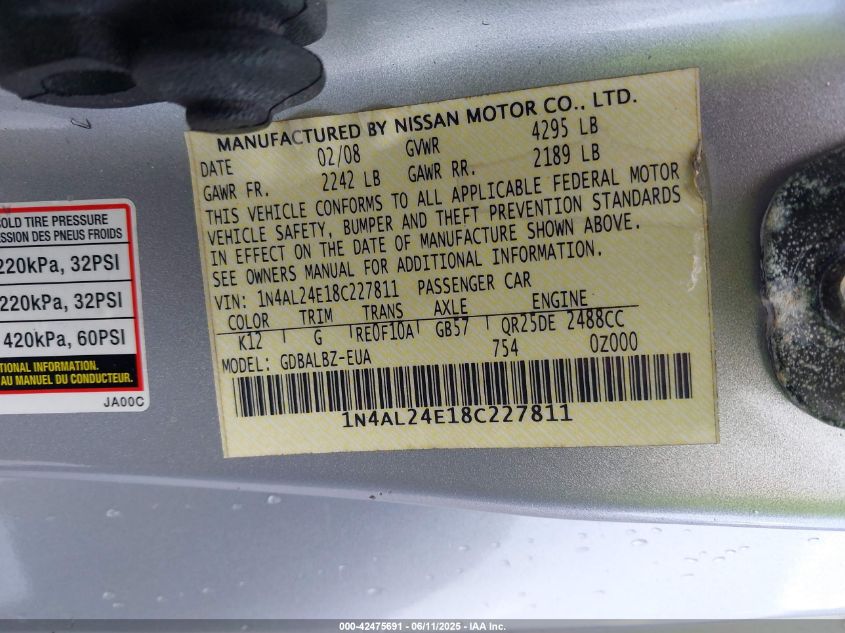 COLD TIRE PRESSURE
PRESSION DES PNEUS FROIDS
220kPa, 32PSI
220kPa, 32PSI
420kPa, 60PSI
INFORMATION.
AU MANUEL DU CONDUCTEUR.
JA00C
MANUFACTURED BY NISSAN MOTOR CO., LTD.
DATE 02/08 GVWR 4295 LB
GAWR FR. 2242 LB GAWR RR. 2189 LB
THIS VEHICLE CONFORMS TO ALL APPLICABLE FEDERAL MOTOR
VEHICLE SAFETY, BUMPER AND THEFT PREVENTION STANDARDS
IN EFFECT ON THE DATE OF MANUFACTURE SHOWN ABOVE.
SEE OWNERS MANUAL FOR ADDITIONAL INFORMATION.
VIN: 1N4AL24E18C227811 PASSENGER CAR
COLOR TRIM TRANS AXLE ENGINE
K12 G RE0F10A GB57 QR25DE 2488CC
MODEL: GDBALBZ-EUA 754 0Z000
1N4AL24E18C227811
000-42475691 - 06/11/2025 - IAA Inc.